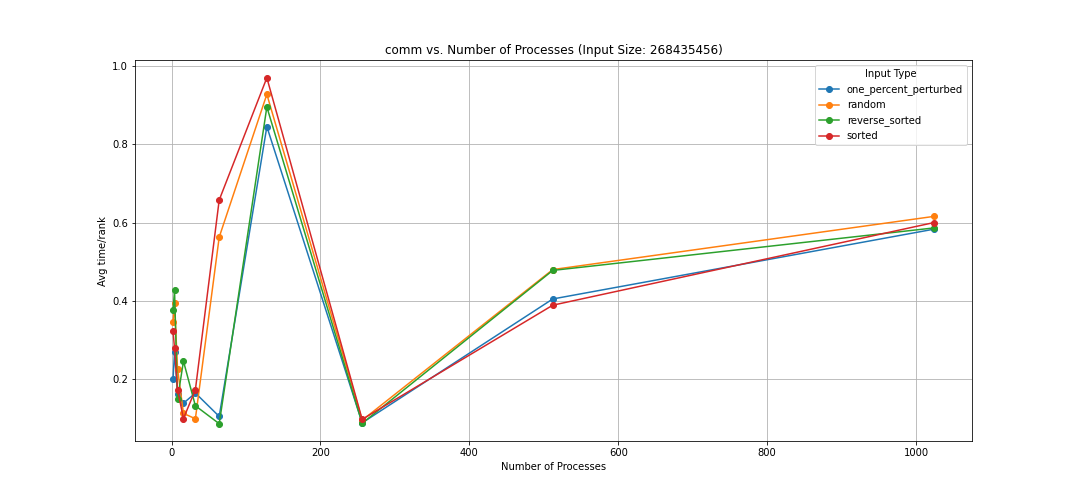 comm vs. Number of Processes (Input Size: 268435456)
1.0
0.8
0.6
0.4
0.2
Avg time/rank
Input Type
one_percent_perturbed
random
reverse_sorted
sorted
0 200 400 600 800 1000
Number of Processes